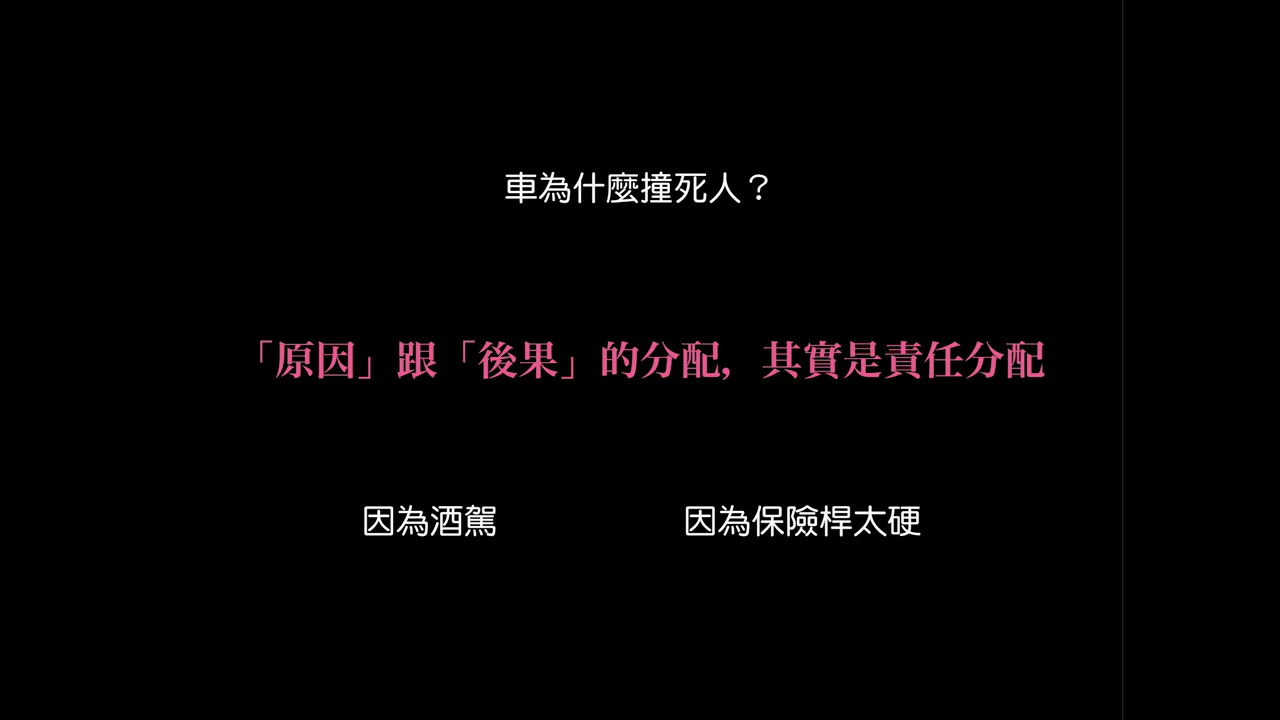 車為什麼撞死人？
「原因」跟「後果」的分配，其實是責任分配
因為酒駕
因為保險桿太硬